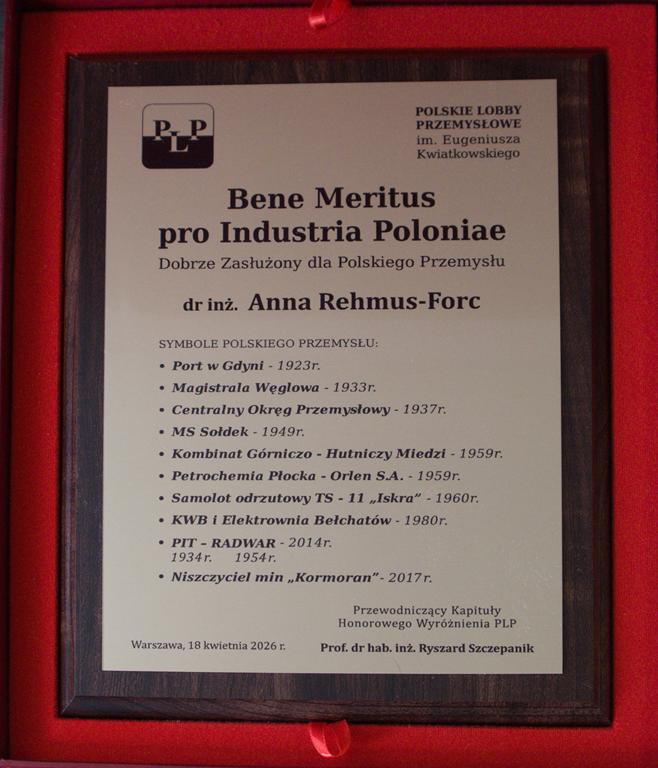 PLP
POLSKIE LOBBY
PRZEMYSŁOWE
im. Eugeniusza
Kwiatkowskiego
Bene Meritus
pro Industria Poloniae
Dobrze Zasłużony dla Polskiego Przemysłu
dr inż. Anna Rehmus-Forc
SYMBOLE POLSKIEGO PRZEMYSŁU:
• Port w Gdyni - 1923r.
• Magistrala Węglowa - 1933r.
• Centralny Okręg Przemysłowy - 1937r.
• MS Sołdek - 1949r.
• Kombinat Górniczo - Hutniczy Miedzi - 1959r.
• Petrochemia Płocka - Orlen S.A. - 1959r.
• Samolot odrzutowy TS - 11 „Iskra” - 1960r.
• KWB i Elektrownia Bełchatów - 1980r.
• PIT – RADWAR - 2014r.
1934r. 1954r.
• Niszczyciel min „Kormoran”- 2017r.
Przewodniczący Kapituły
Honorowego Wyróżnienia PLP
Warszawa, 18 kwietnia 2026 r. Prof. dr hab. inż. Ryszard Szczepanik